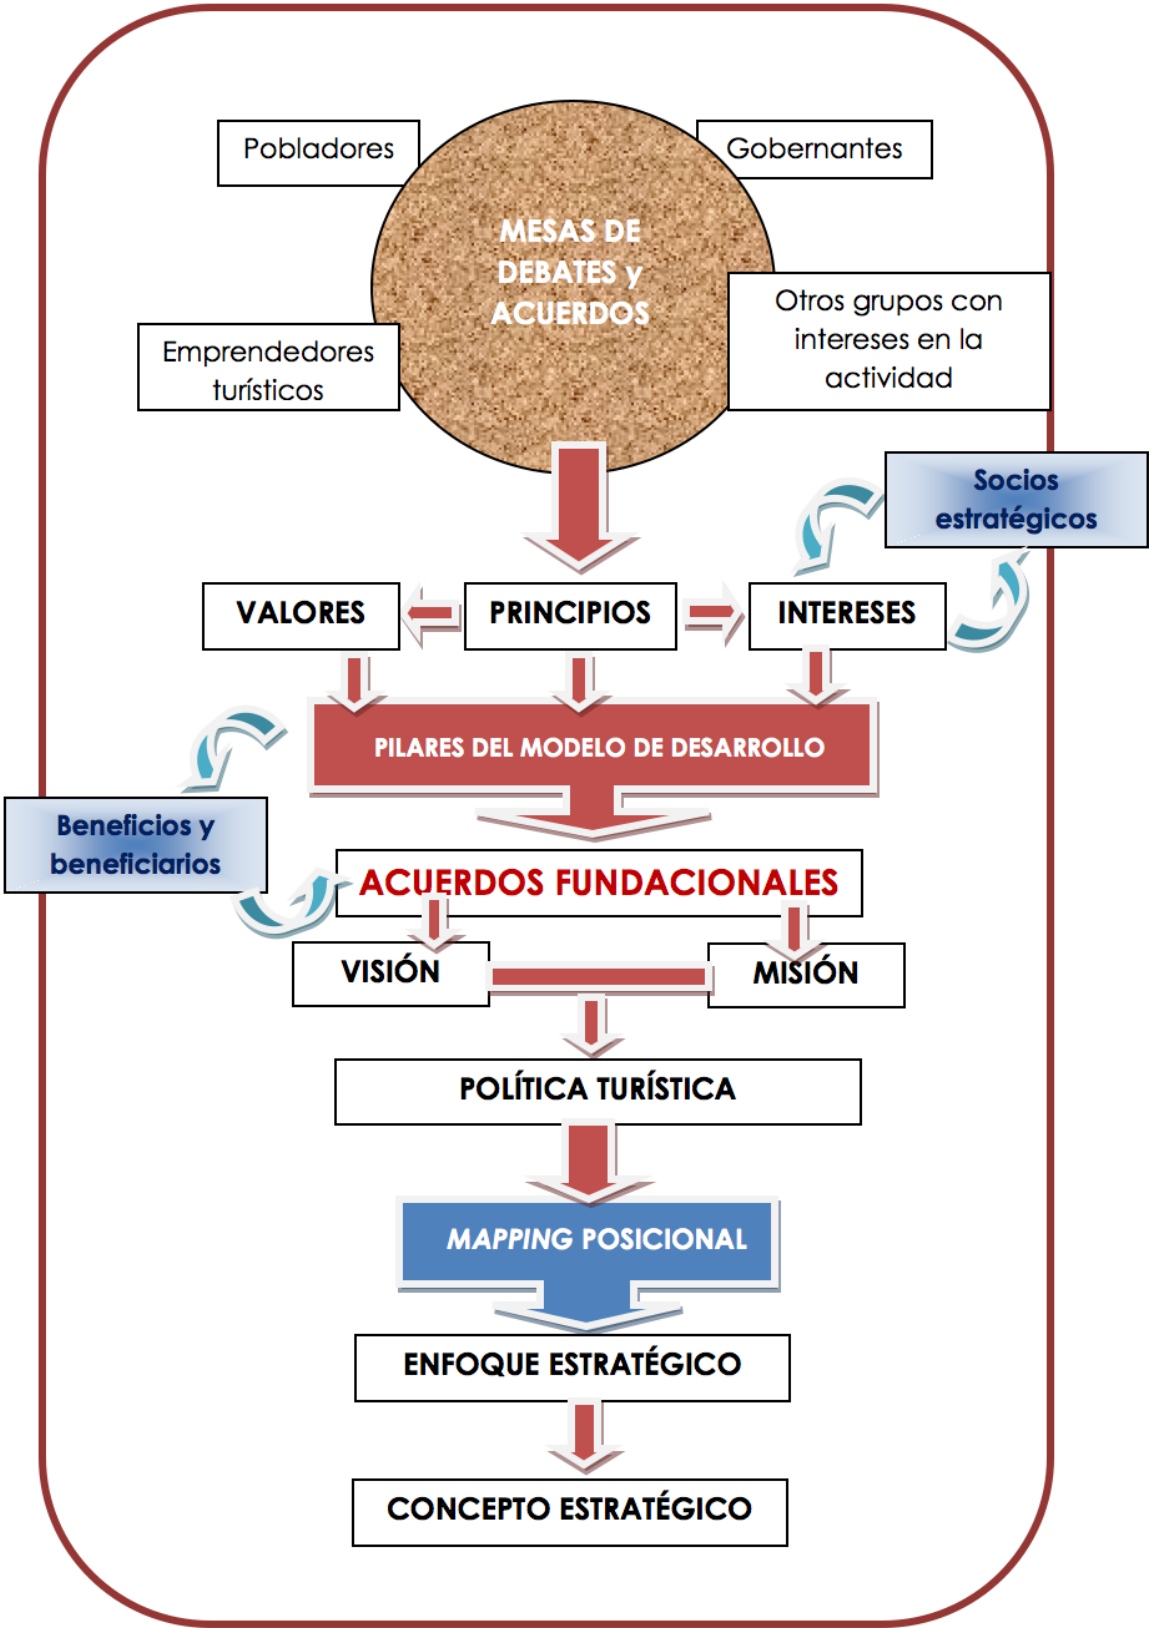 Pobladores
Gobernantes
MESAS DE
DEBATES y
ACUERDOS
Otros grupos con
intereses en la
actividad
Emprendedores
turísticos
Socios
estratégicos
VALORES
PRINCIPIOS
INTERESES
PILARES DEL MODELO DE DESARROLLO
Beneficios y
beneficiarios
ACUERDOS FUNDACIONALES
VISIÓN
MISIÓN
POLÍTICA TURÍSTICA
MAPPING POSICIONAL
ENFOQUE ESTRATÉGICO
CONCEPTO ESTRATÉGICO